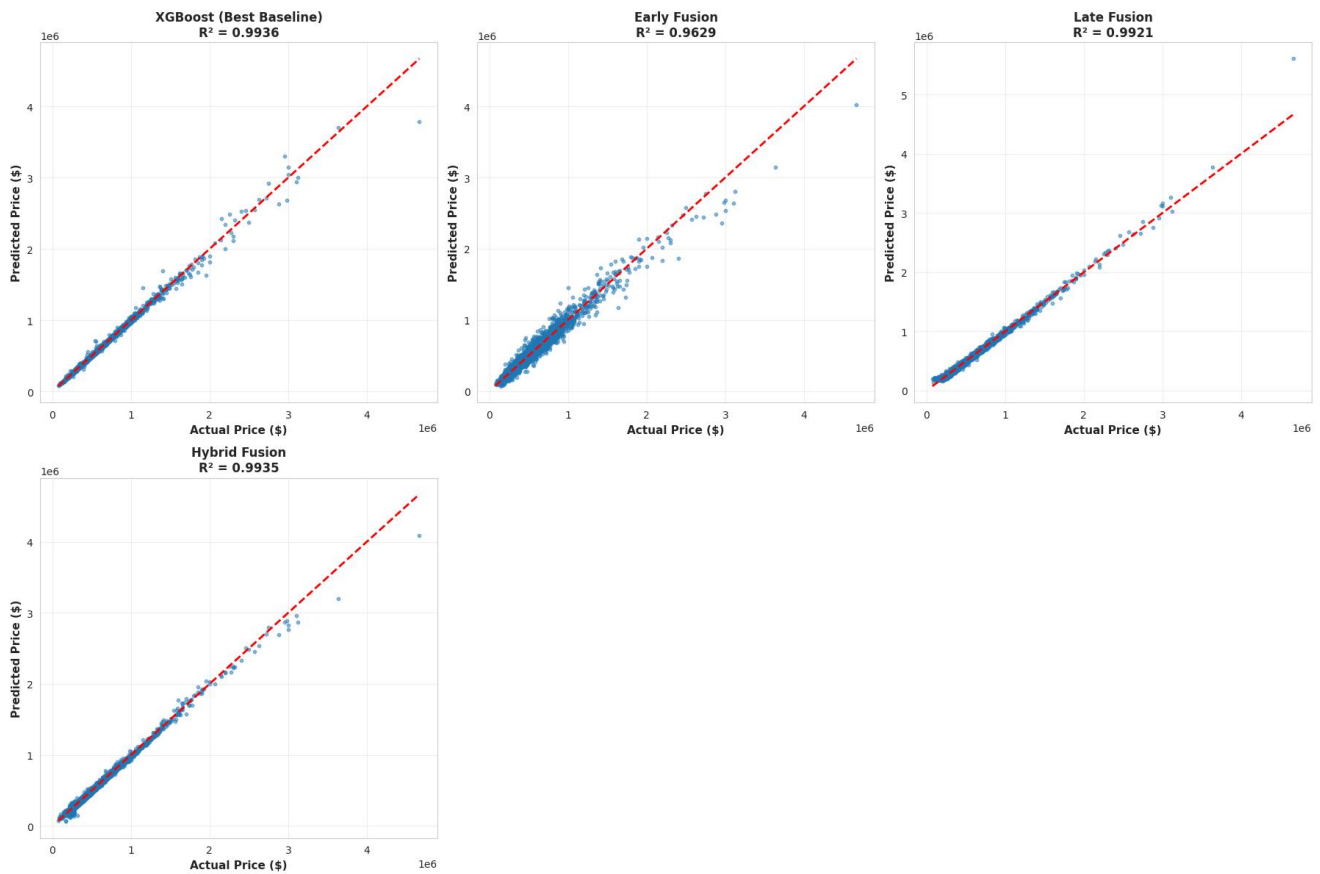 XGBoost (Best Baseline)
R² = 0.9936
1e6
Predicted Price ($)
4
3
2
1
0
0 1 2 3 4
1e6
Actual Price ($)
Early Fusion
R² = 0.9629
1e6
Predicted Price ($)
4
3
2
1
0
0 1 2 3 4
1e6
Actual Price ($)
Late Fusion
R² = 0.9921
1e6
Predicted Price ($)
5
4
3
2
1
0
0 1 2 3 4
1e6
Actual Price ($)
Hybrid Fusion
R² = 0.9935
1e6
Predicted Price ($)
4
3
2
1
0
0 1 2 3 4
1e6
Actual Price ($)